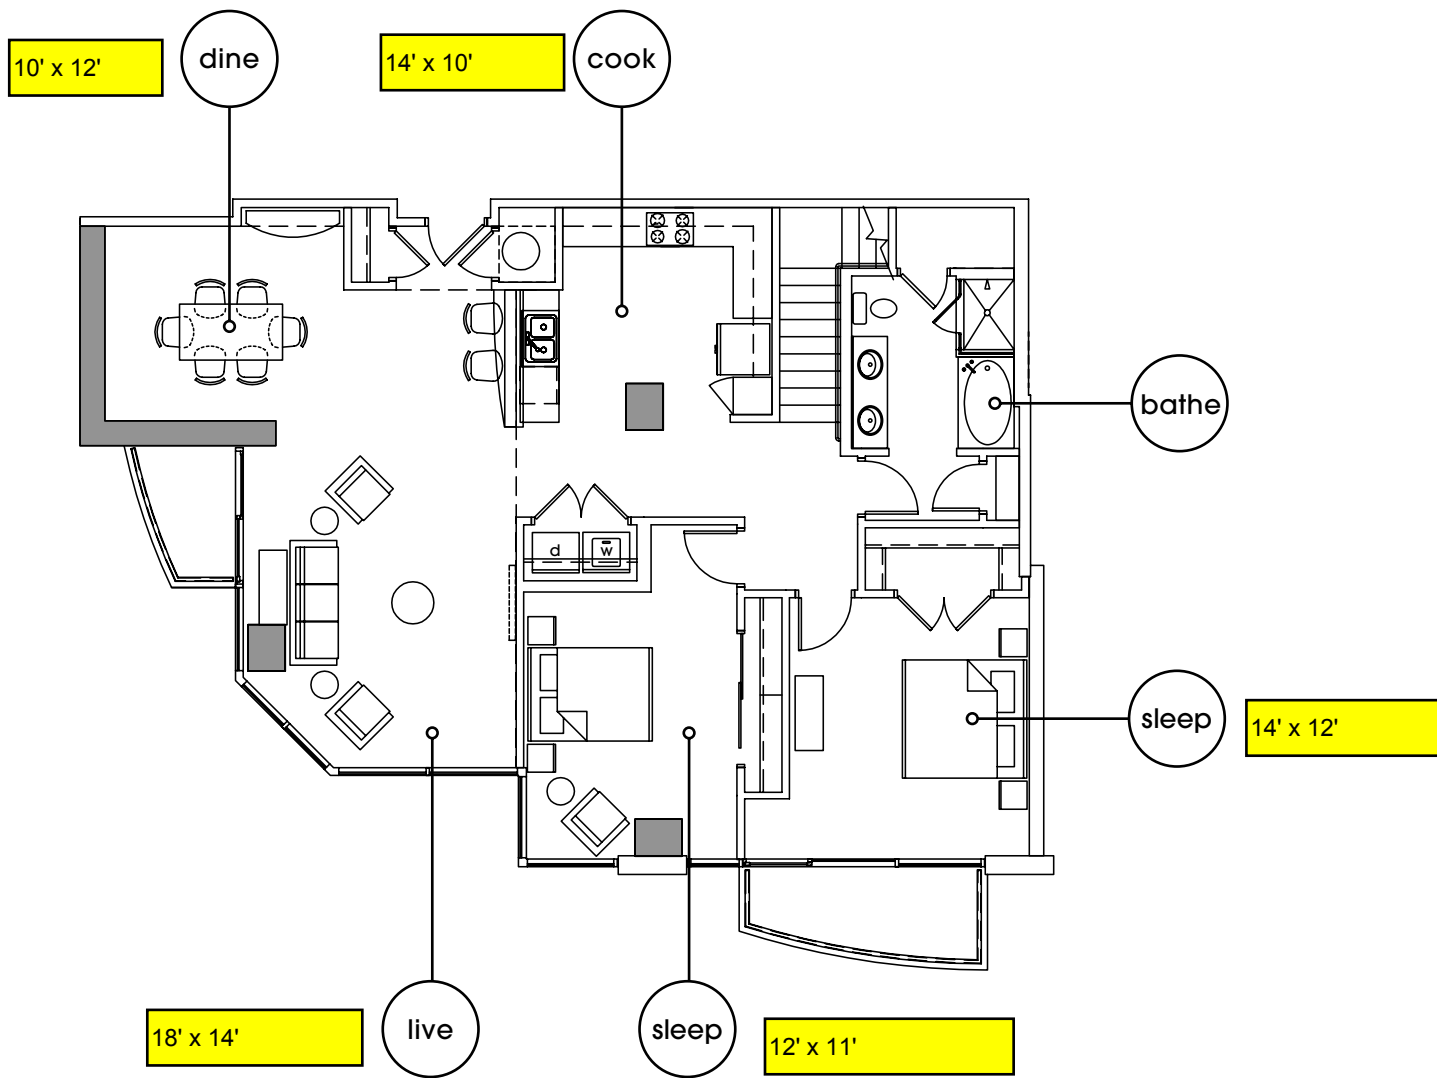 10' x 12'
dine
14' x 10'
cook
bathe
d
w
sleep
14' x 12'
18' x 14'
live
sleep
12' x 11'